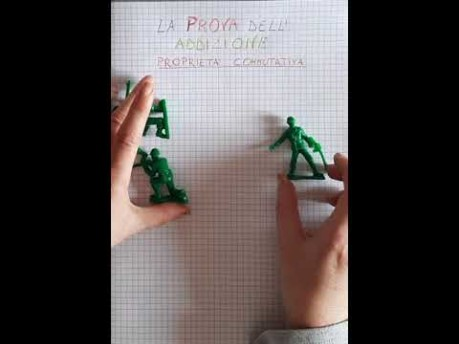 LA PROVA DELL'
ADDIZIONE
PROPRIETÀ COMMUTATIVA